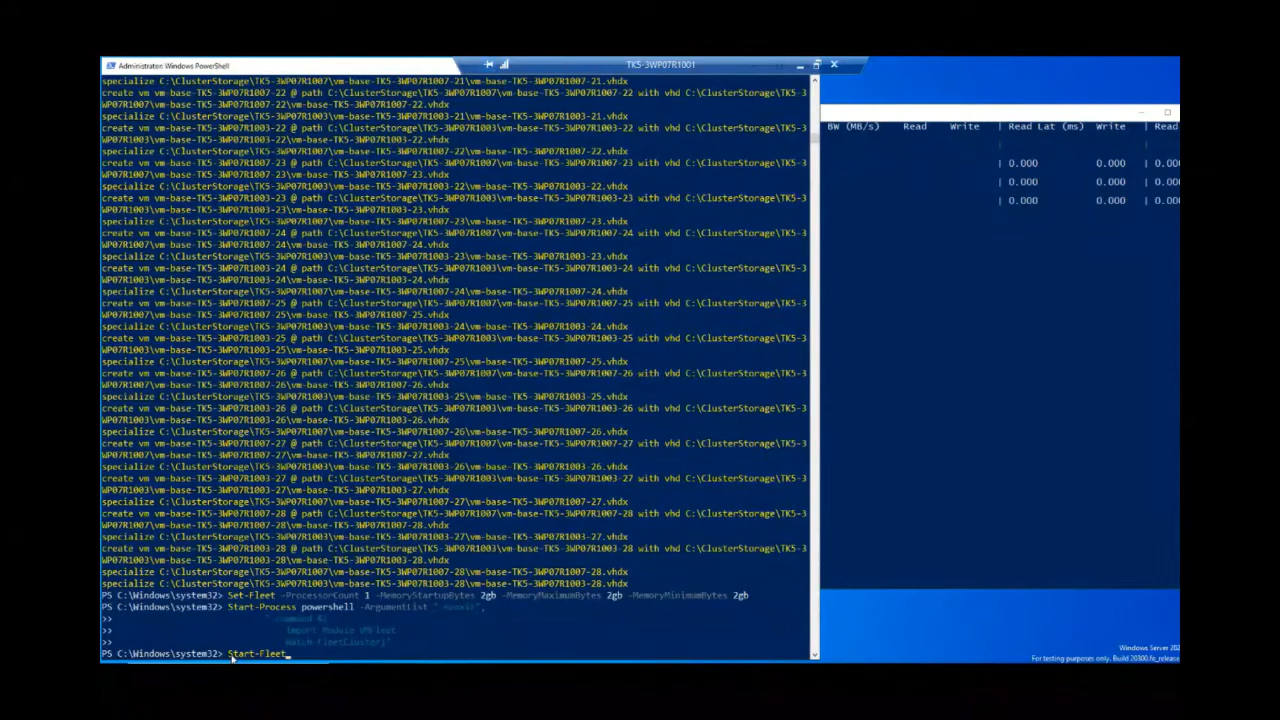 Administrator: Windows PowerShell
TK5-3WP07R1001
specialize C:\ClusterStorage\TK5-3WP07R1007\vm-base-TK5-3WP07R1007-21\vm-base-TK5-3WP07R1007-21.vhdx
create vm vm-base-TK5-3WP07R1007-22 @ path C:\ClusterStorage\TK5-3WP07R1007\vm-base-TK5-3WP07R1007-22 with vhd C:\ClusterStorage\TK5-3
WP07R1007\vm-base-TK5-3WP07R1007-22\vm-base-TK5-3WP07R1007-22.vhdx
specialize C:\ClusterStorage\TK5-3WP07R1003\vm-base-TK5-3WP07R1003-21\vm-base-TK5-3WP07R1003-21.vhdx
create vm vm-base-TK5-3WP07R1003-22 @ path C:\ClusterStorage\TK5-3WP07R1003\vm-base-TK5-3WP07R1003-22 with vhd C:\ClusterStorage\TK5-3
WP07R1003\vm-base-TK5-3WP07R1003-22\vm-base-TK5-3WP07R1003-22.vhdx
specialize C:\ClusterStorage\TK5-3WP07R1007\vm-base-TK5-3WP07R1007-22\vm-base-TK5-3WP07R1007-22.vhdx
create vm vm-base-TK5-3WP07R1007-23 @ path C:\ClusterStorage\TK5-3WP07R1007\vm-base-TK5-3WP07R1007-23 with vhd C:\ClusterStorage\TK5-3
WP07R1007\vm-base-TK5-3WP07R1007-23\vm-base-TK5-3WP07R1007-23.vhdx
specialize C:\ClusterStorage\TK5-3WP07R1003\vm-base-TK5-3WP07R1003-22\vm-base-TK5-3WP07R1003-22.vhdx
create vm vm-base-TK5-3WP07R1003-23 @ path C:\ClusterStorage\TK5-3WP07R1003\vm-base-TK5-3WP07R1003-23 with vhd C:\ClusterStorage\TK5-3
WP07R1003\vm-base-TK5-3WP07R1003-23\vm-base-TK5-3WP07R1003-23.vhdx
specialize C:\ClusterStorage\TK5-3WP07R1007\vm-base-TK5-3WP07R1007-23\vm-base-TK5-3WP07R1007-23.vhdx
create vm vm-base-TK5-3WP07R1007-24 @ path C:\ClusterStorage\TK5-3WP07R1007\vm-base-TK5-3WP07R1007-24 with vhd C:\ClusterStorage\TK5-3
WP07R1007\vm-base-TK5-3WP07R1007-24\vm-base-TK5-3WP07R1007-24.vhdx
specialize C:\ClusterStorage\TK5-3WP07R1003\vm-base-TK5-3WP07R1003-23\vm-base-TK5-3WP07R1003-23.vhdx
create vm vm-base-TK5-3WP07R1003-24 @ path C:\ClusterStorage\TK5-3WP07R1003\vm-base-TK5-3WP07R1003-24 with vhd C:\ClusterStorage\TK5-3
WP07R1003\vm-base-TK5-3WP07R1003-24\vm-base-TK5-3WP07R1003-24.vhdx
specialize C:\ClusterStorage\TK5-3WP07R1007\vm-base-TK5-3WP07R1007-24\vm-base-TK5-3WP07R1007-24.vhdx
create vm vm-base-TK5-3WP07R1007-25 @ path C:\ClusterStorage\TK5-3WP07R1007\vm-base-TK5-3WP07R1007-25 with vhd C:\ClusterStorage\TK5-3
WP07R1007\vm-base-TK5-3WP07R1007-25\vm-base-TK5-3WP07R1007-25.vhdx
specialize C:\ClusterStorage\TK5-3WP07R1003\vm-base-TK5-3WP07R1003-24\vm-base-TK5-3WP07R1003-24.vhdx
create vm vm-base-TK5-3WP07R1003-25 @ path C:\ClusterStorage\TK5-3WP07R1003\vm-base-TK5-3WP07R1003-25 with vhd C:\ClusterStorage\TK5-3
WP07R1003\vm-base-TK5-3WP07R1003-25\vm-base-TK5-3WP07R1003-25.vhdx
specialize C:\ClusterStorage\TK5-3WP07R1007\vm-base-TK5-3WP07R1007-25\vm-base-TK5-3WP07R1007-25.vhdx
create vm vm-base-TK5-3WP07R1007-26 @ path C:\ClusterStorage\TK5-3WP07R1007\vm-base-TK5-3WP07R1007-26 with vhd C:\ClusterStorage\TK5-3
WP07R1007\vm-base-TK5-3WP07R1007-26\vm-base-TK5-3WP07R1007-26.vhdx
specialize C:\ClusterStorage\TK5-3WP07R1003\vm-base-TK5-3WP07R1003-25\vm-base-TK5-3WP07R1003-25.vhdx
create vm vm-base-TK5-3WP07R1003-26 @ path C:\ClusterStorage\TK5-3WP07R1003\vm-base-TK5-3WP07R1003-26 with vhd C:\ClusterStorage\TK5-3
WP07R1003\vm-base-TK5-3WP07R1003-26\vm-base-TK5-3WP07R1003-26.vhdx
specialize C:\ClusterStorage\TK5-3WP07R1007\vm-base-TK5-3WP07R1007-26\vm-base-TK5-3WP07R1007-26.vhdx
create vm vm-base-TK5-3WP07R1007-27 @ path C:\ClusterStorage\TK5-3WP07R1007\vm-base-TK5-3WP07R1007-27 with vhd C:\ClusterStorage\TK5-3
WP07R1007\vm-base-TK5-3WP07R1007-27\vm-base-TK5-3WP07R1007-27.vhdx
specialize C:\ClusterStorage\TK5-3WP07R1003\vm-base-TK5-3WP07R1003-26\vm-base-TK5-3WP07R1003-26.vhdx
create vm vm-base-TK5-3WP07R1003-27 @ path C:\ClusterStorage\TK5-3WP07R1003\vm-base-TK5-3WP07R1003-27 with vhd C:\ClusterStorage\TK5-3
WP07R1003\vm-base-TK5-3WP07R1003-27\vm-base-TK5-3WP07R1003-27.vhdx
specialize C:\ClusterStorage\TK5-3WP07R1007\vm-base-TK5-3WP07R1007-27\vm-base-TK5-3WP07R1007-27.vhdx
create vm vm-base-TK5-3WP07R1007-28 @ path C:\ClusterStorage\TK5-3WP07R1007\vm-base-TK5-3WP07R1007-28 with vhd C:\ClusterStorage\TK5-3
WP07R1007\vm-base-TK5-3WP07R1007-28\vm-base-TK5-3WP07R1007-28.vhdx
specialize C:\ClusterStorage\TK5-3WP07R1003\vm-base-TK5-3WP07R1003-27\vm-base-TK5-3WP07R1003-27.vhdx
create vm vm-base-TK5-3WP07R1003-28 @ path C:\ClusterStorage\TK5-3WP07R1003\vm-base-TK5-3WP07R1003-28 with vhd C:\ClusterStorage\TK5-3
WP07R1003\vm-base-TK5-3WP07R1003-28\vm-base-TK5-3WP07R1003-28.vhdx
specialize C:\ClusterStorage\TK5-3WP07R1007\vm-base-TK5-3WP07R1007-28\vm-base-TK5-3WP07R1007-28.vhdx
specialize C:\ClusterStorage\TK5-3WP07R1003\vm-base-TK5-3WP07R1003-28\vm-base-TK5-3WP07R1003-28.vhdx
PS C:\Windows\system32> Set-Fleet -ProcessorCount 1 -MemoryStartupBytes 2gb -MemoryMaximumBytes 2gb -MemoryMinimumBytes 2gb
PS C:\Windows\system32> Start-Process powershell -ArgumentList "-noexit",
>> "-command &{
>> Import-Module VMFleet
>> Watch-FleetCluster}"
PS C:\Windows\system32> Start-Fleet_
BW (MB/s) Read Write | Read Lat (ms) Write | Read
| 0.000 0.000 | 0.00
| 0.000 0.000 | 0.00
| 0.000 0.000 | 0.00
Windows Server 202
For testing purposes only. Build 20300.fe_release